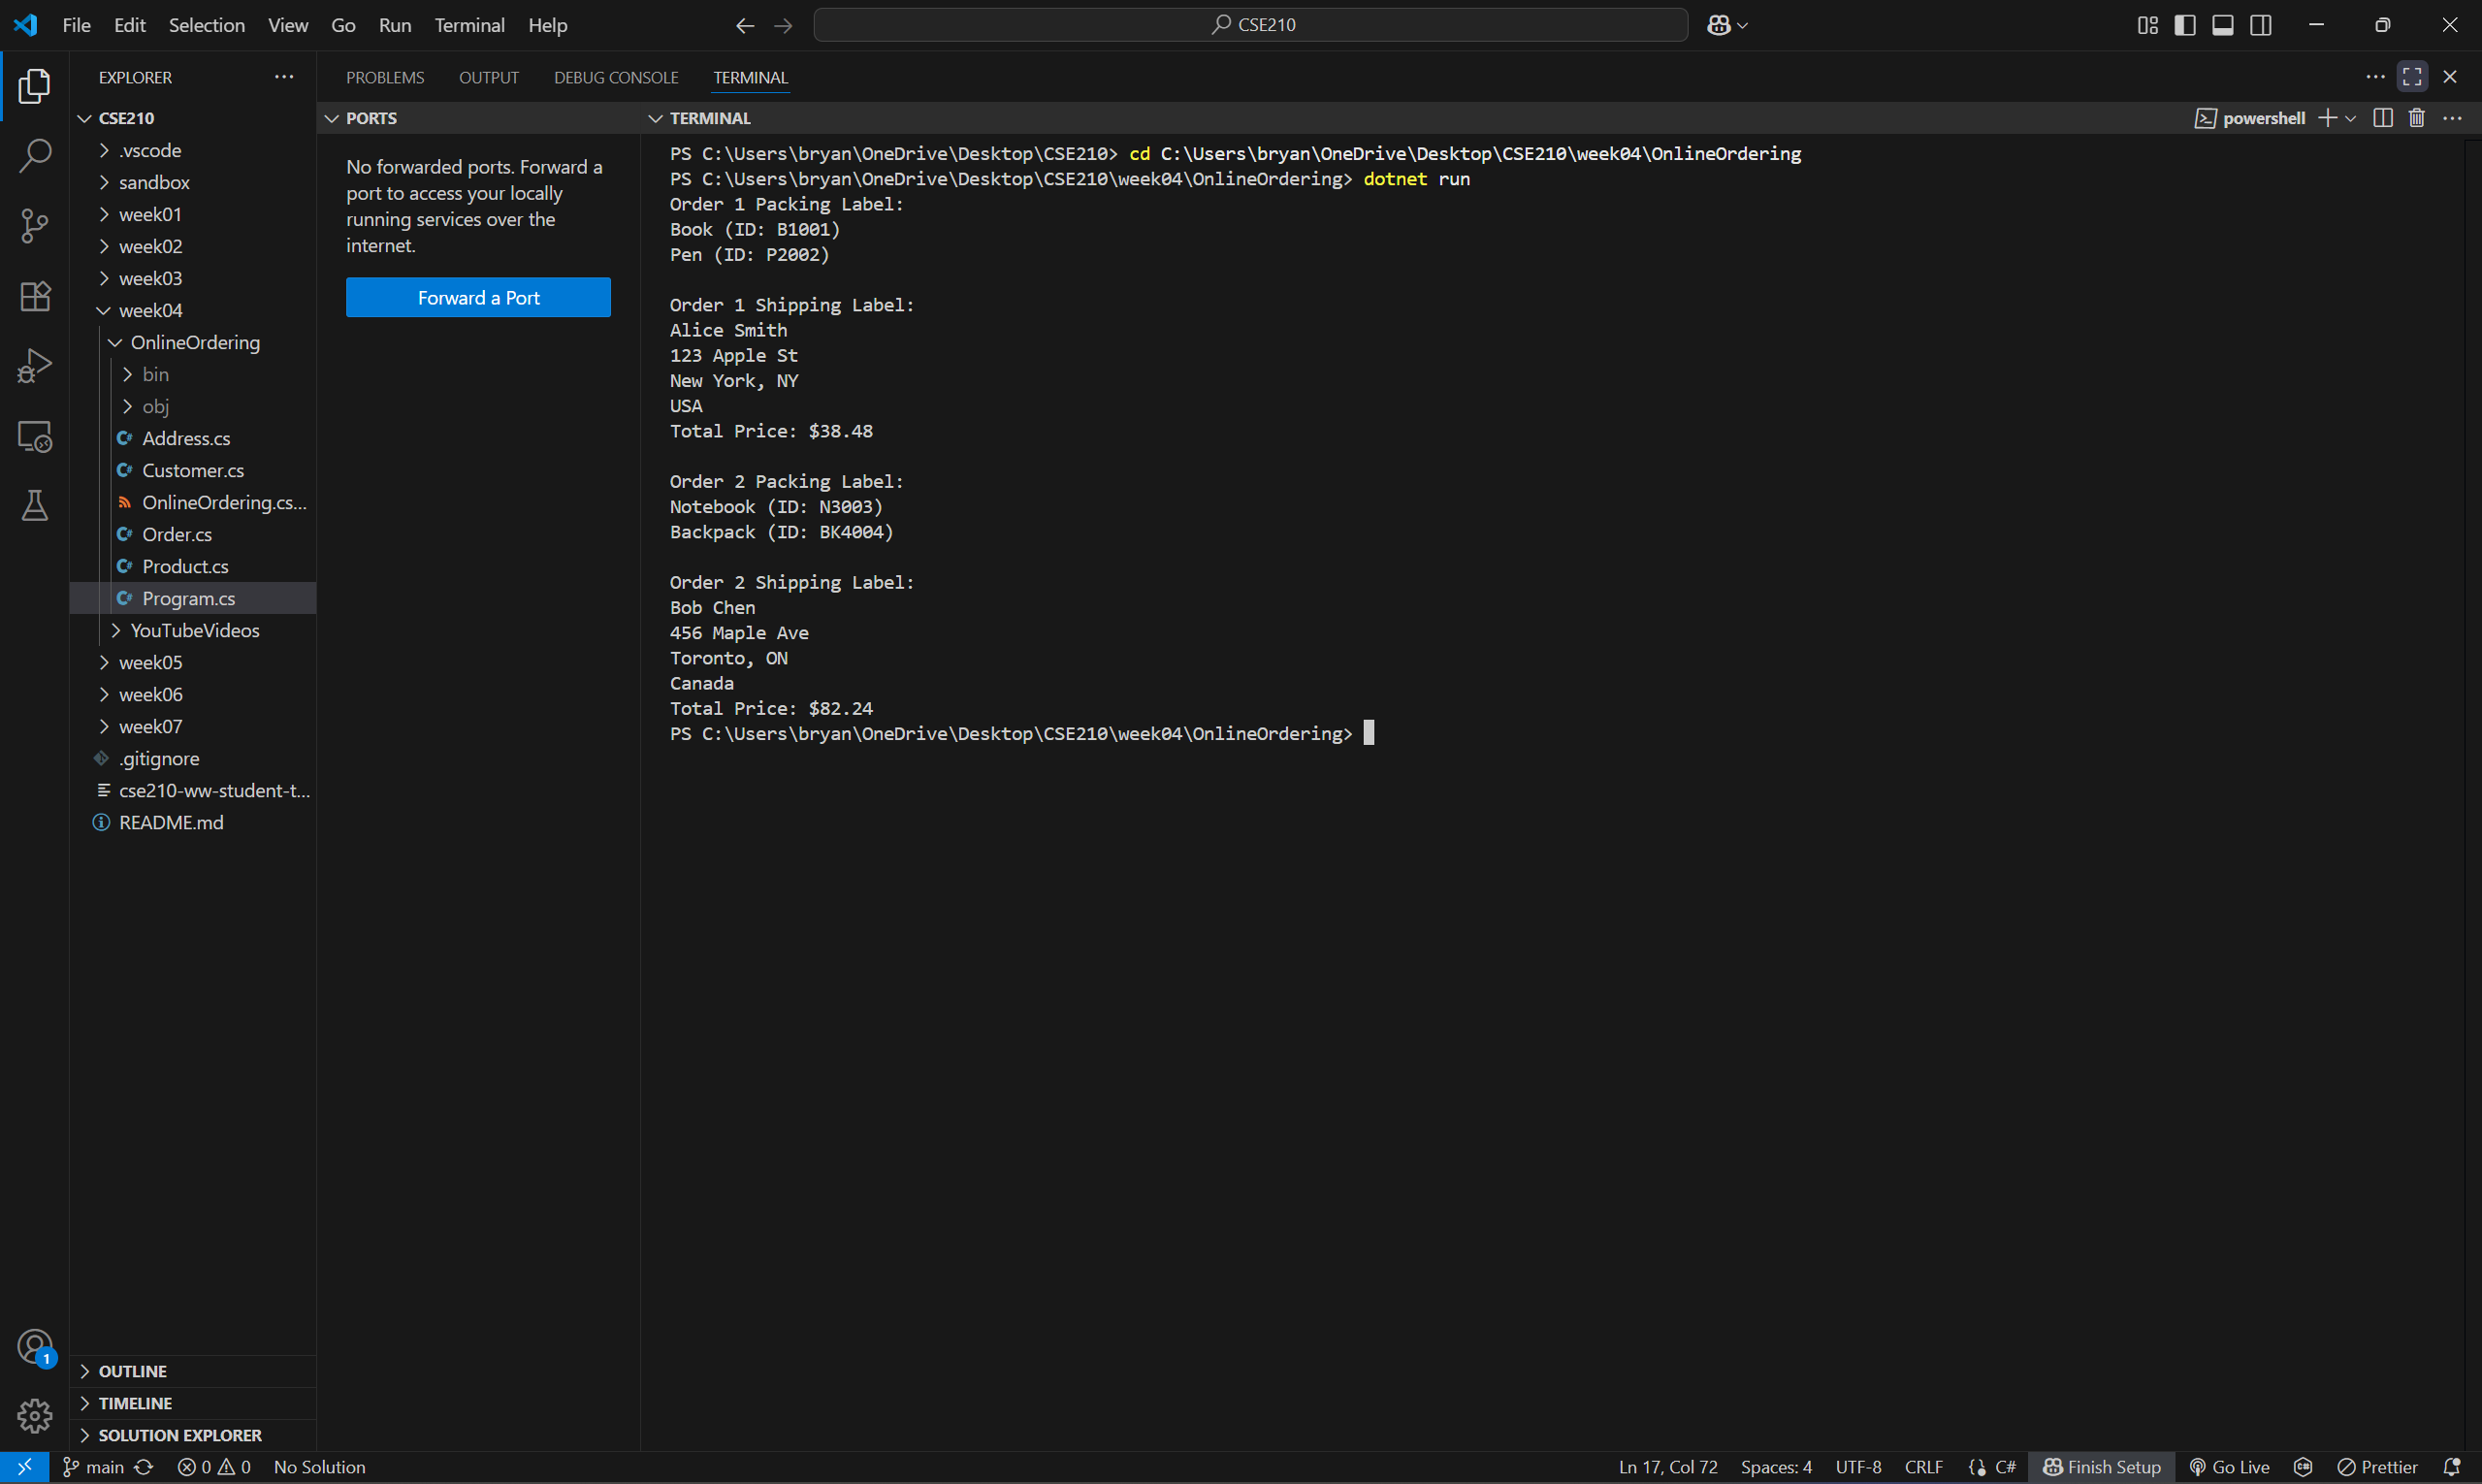 File Edit Selection View Go Run Terminal Help
CSE210
EXPLORER
CSE210
.vscode
sandbox
week01
week02
week03
week04
OnlineOrdering
bin
obj
Address.cs
Customer.cs
OnlineOrdering.cs...
Order.cs
Product.cs
Program.cs
YouTubeVideos
week05
week06
week07
.gitignore
cse210-ww-student-t...
README.md
OUTLINE
TIMELINE
SOLUTION EXPLORER
PROBLEMS OUTPUT DEBUG CONSOLE TERMINAL
PORTS
No forwarded ports. Forward a
port to access your locally
running services over the
internet.
Forward a Port
TERMINAL
powershell
PS C:\Users\bryan\OneDrive\Desktop\CSE210> cd C:\Users\bryan\OneDrive\Desktop\CSE210\week04\OnlineOrdering
PS C:\Users\bryan\OneDrive\Desktop\CSE210\week04\OnlineOrdering> dotnet run
Order 1 Packing Label:
Book (ID: B1001)
Pen (ID: P2002)
Order 1 Shipping Label:
Alice Smith
123 Apple St
New York, NY
USA
Total Price: $38.48
Order 2 Packing Label:
Notebook (ID: N3003)
Backpack (ID: BK4004)
Order 2 Shipping Label:
Bob Chen
456 Maple Ave
Toronto, ON
Canada
Total Price: $82.24
PS C:\Users\bryan\OneDrive\Desktop\CSE210\week04\OnlineOrdering>
1
main 0 0 No Solution
Ln 17, Col 72 Spaces: 4 UTF-8 CRLF {} C# Finish Setup Go Live Prettier